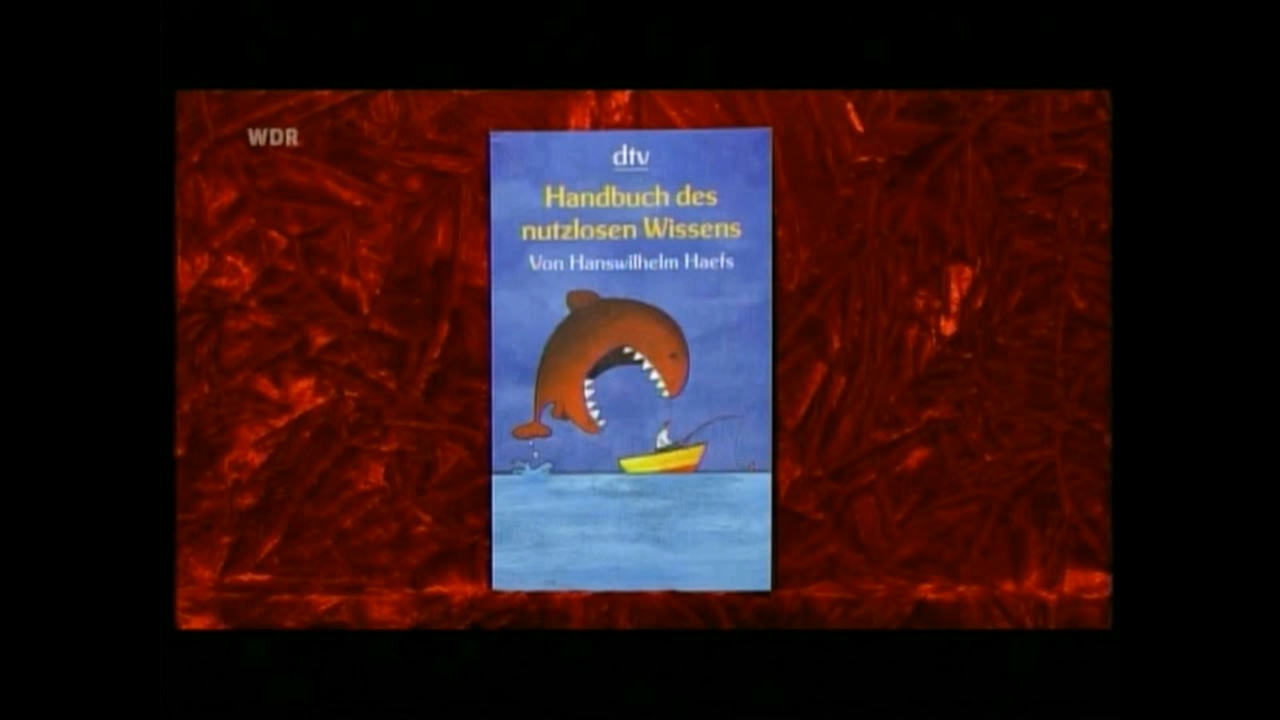 WDR
dtv
Handbuch des
nutzlosen Wissens
Von Hanswilhelm Haefs